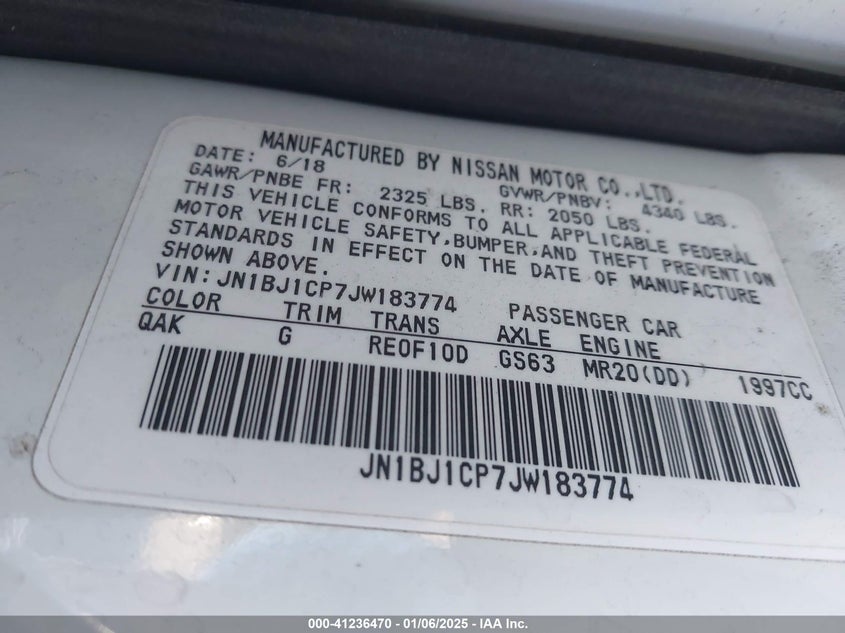 MANUFACTURED BY NISSAN MOTOR CO.,LTD.
DATE: 6/18 GVWR/PNBV: 4340 LBS.
GAWR/PNBE FR: 2325 LBS. RR: 2050 LBS.
THIS VEHICLE CONFORMS TO ALL APPLICABLE FEDERAL
MOTOR VEHICLE SAFETY,BUMPER,AND THEFT PREVENTION
STANDARDS IN EFFECT ON THE DATE OF MANUFACTURE
SHOWN ABOVE.
VIN:JN1BJ1CP7JW183774 PASSENGER CAR
COLOR TRIM TRANS AXLE ENGINE
QAK G RE0F10D GS63 MR20(DD) 1997CC
JN1BJ1CP7JW183774
000-41236470 - 01/06/2025 - IAA Inc.